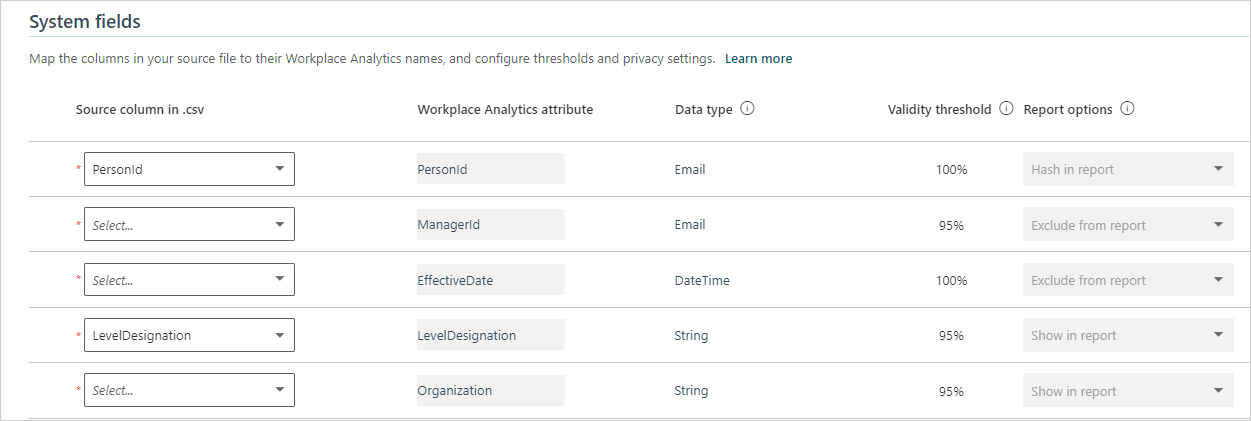 System fields
Map the columns in your source file to their Workplace Analytics names, and configure thresholds and privacy settings. Learn more
Source column in .csv Workplace Analytics attribute Data type Validity threshold Report options
* PersonId PersonId Email 100% Hash in report
* Select... ManagerId Email 95% Exclude from report
* Select... EffectiveDate DateTime 100% Exclude from report
* LevelDesignation LevelDesignation String 95% Show in report
* Select... Organization String 95% Show in report